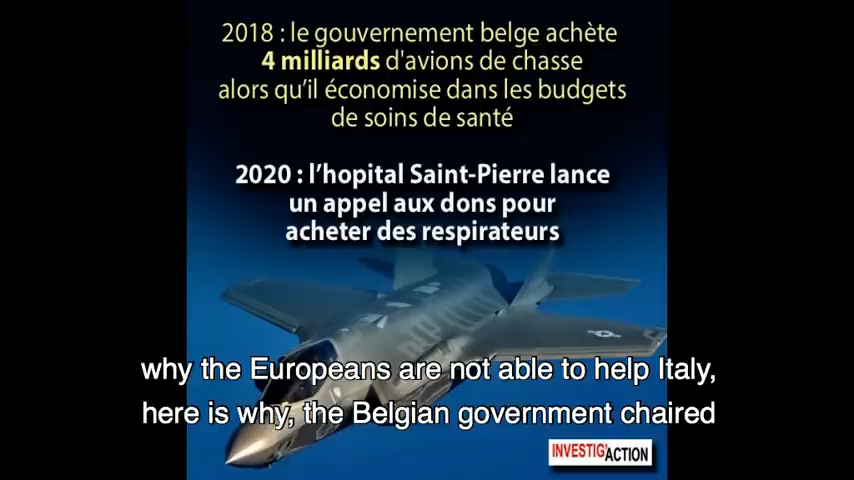 2018 : le gouvernement belge achète
4 milliards d'avions de chasse
alors qu'il économise dans les budgets
de soins de santé
2020 : l'hopital Saint-Pierre lance
un appel aux dons pour
acheter des respirateurs
why the Europeans are not able to help Italy,
here is why, the Belgian government chaired
INVESTIG'ACTION